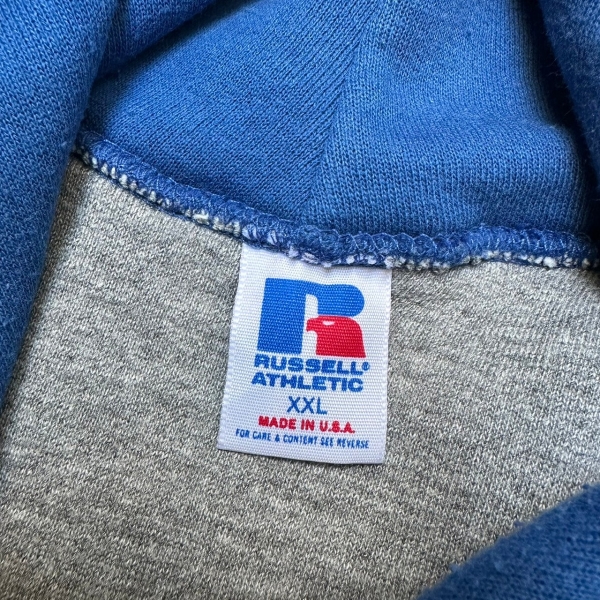 R
RUSSELL®
ATHLETIC
XXL
MADE IN U.S.A.
FOR CARE & CONTENT SEE REVERSE